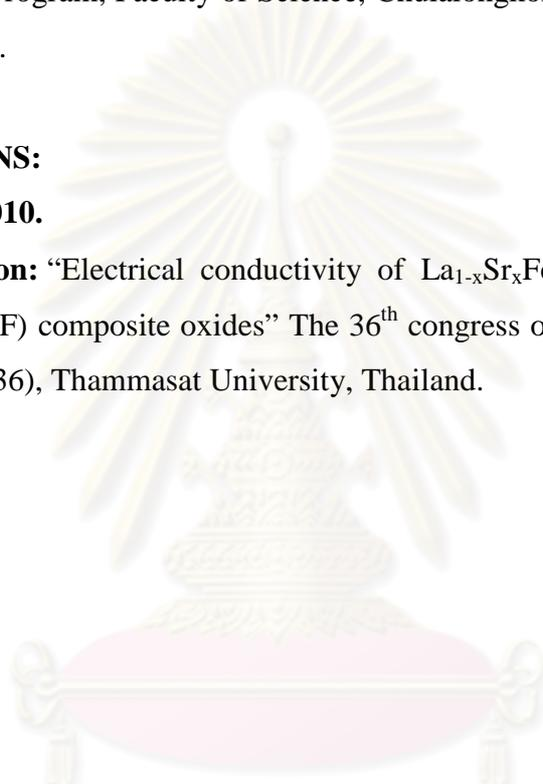 rogram, Faculty of Science, Chulalongko
.
NS:
010.
on: “Electrical conductivity of La₁₋ₓSrₓFe
F) composite oxides” The 36ᵗʰ congress o
36), Thammasat University, Thailand.